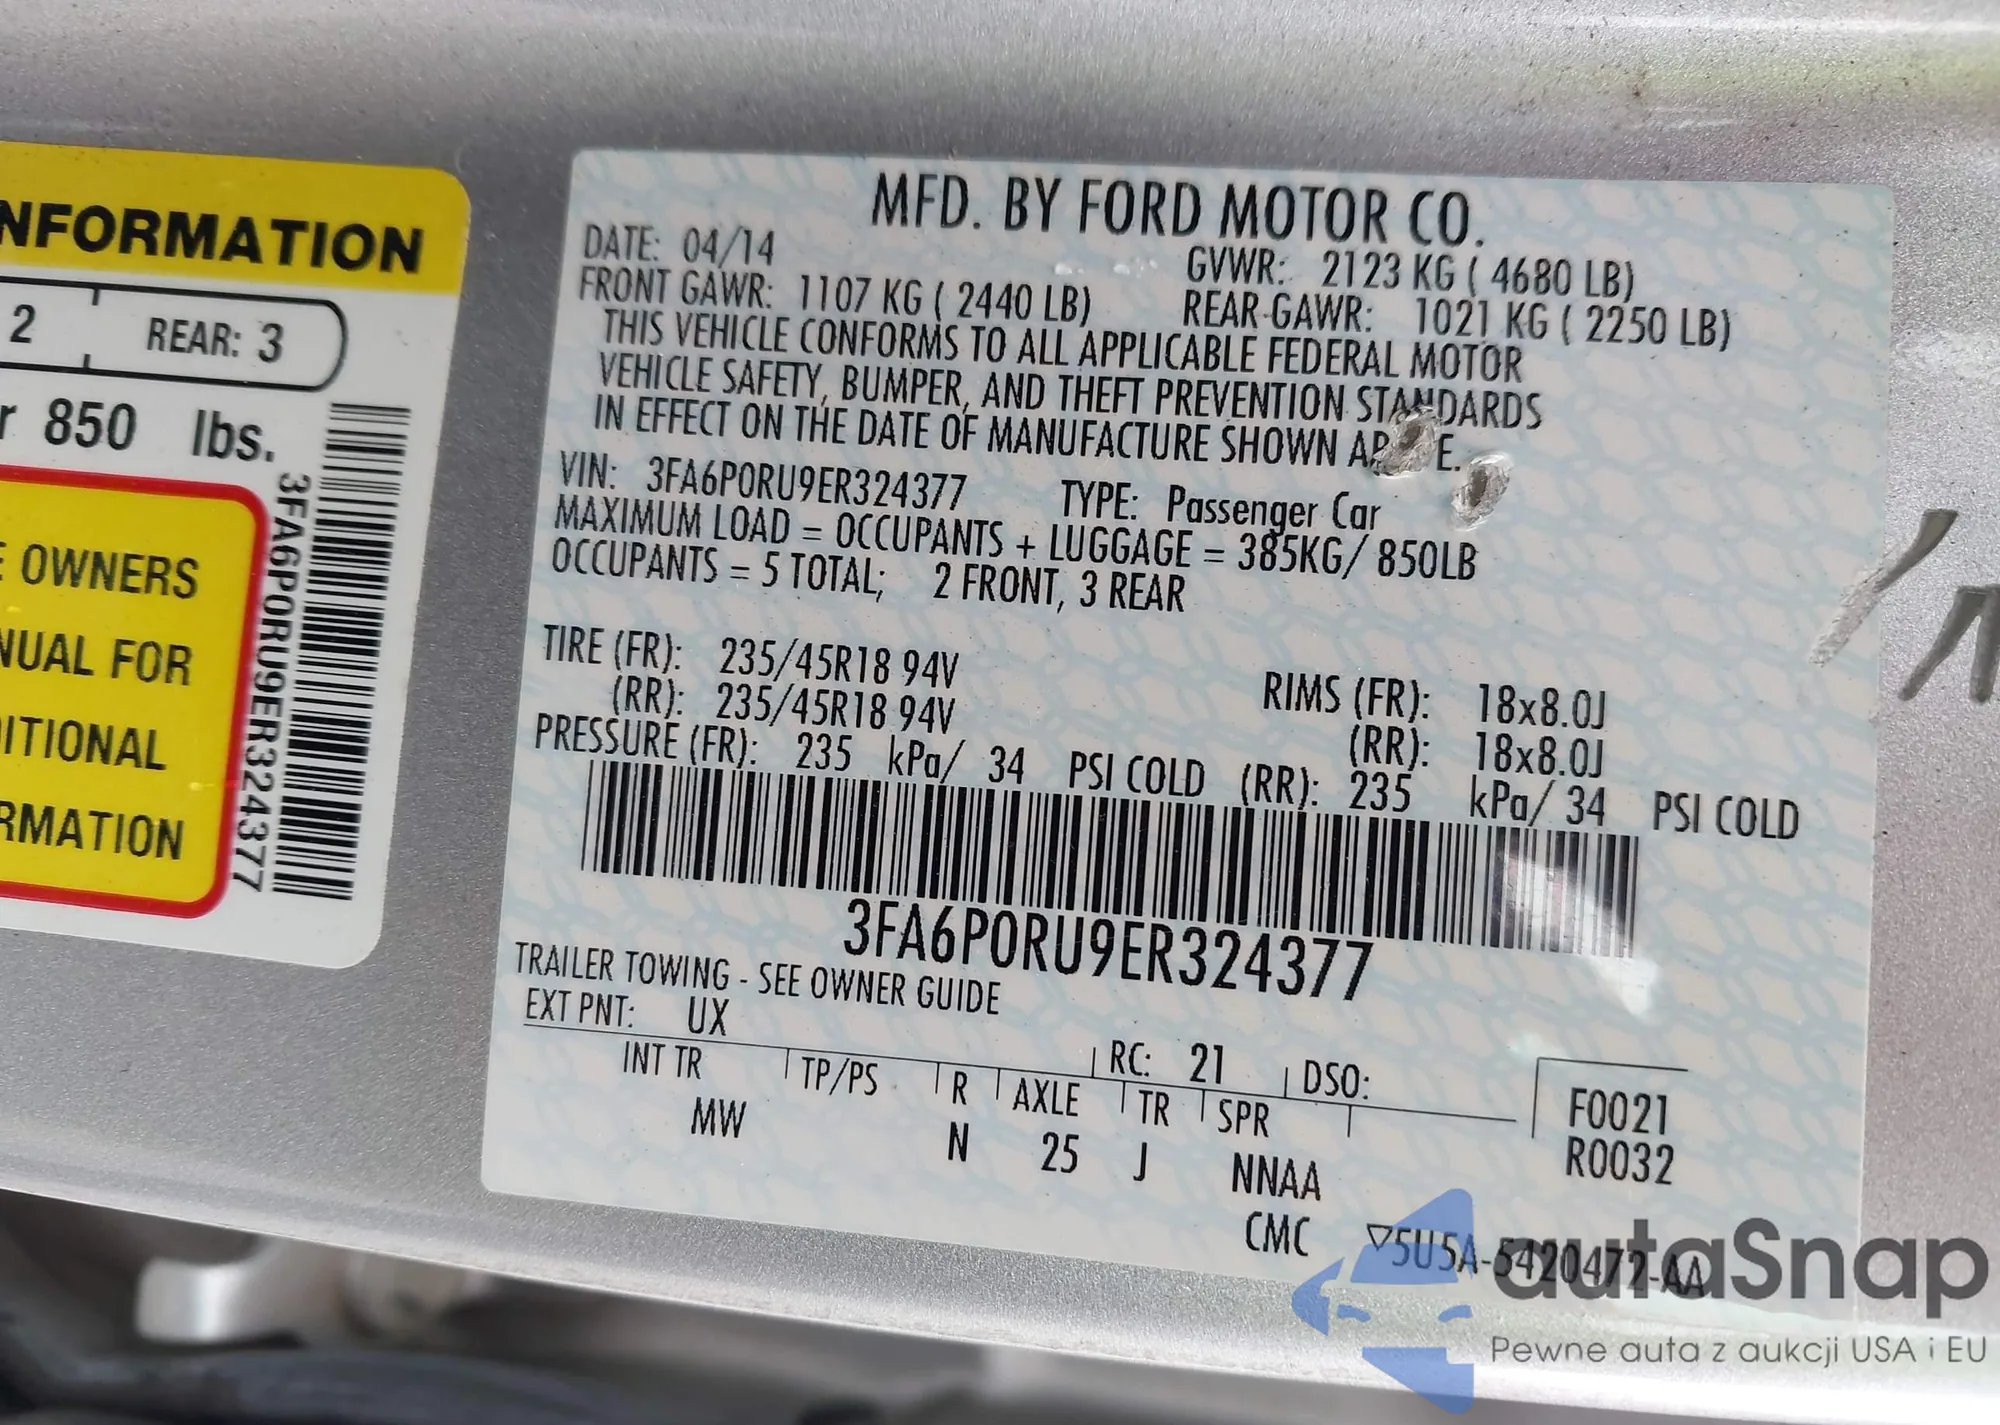 NFORMATION
2 REAR: 3
r 850 lbs.
E OWNERS
NUAL FOR
DITIONAL
RMATION
3FA6P0RU9ER324377
MFD. BY FORD MOTOR CO.
DATE: 04/14 GVWR: 2123 KG ( 4680 LB)
FRONT GAWR: 1107 KG ( 2440 LB) REAR GAWR: 1021 KG ( 2250 LB)
THIS VEHICLE CONFORMS TO ALL APPLICABLE FEDERAL MOTOR
VEHICLE SAFETY, BUMPER, AND THEFT PREVENTION STANDARDS
IN EFFECT ON THE DATE OF MANUFACTURE SHOWN
VIN: 3FA6P0RU9ER324377 TYPE: Passenger Car
MAXIMUM LOAD = OCCUPANTS + LUGGAGE = 385KG/ 850LB
OCCUPANTS = 5 TOTAL; 2 FRONT, 3 REAR
TIRE (FR): 235/45R18 94V RIMS (FR): 18x8.0J
(RR): 235/45R18 94V (RR): 18x8.0J
PRESSURE (FR): 235 kPa/ 34 PSI COLD (RR): 235 kPa/ 34 PSI COLD
3FA6P0RU9ER324377
TRAILER TOWING - SEE OWNER GUIDE
EXT PNT: UX RC: 21 DSO:
INT TR TP/PS R AXLE TR SPR
MW N 25 J NNAA
F0021
R0032
CMC ▽5U5A-5420472-AA
autaSnap
Pewne auta z aukcji USA i EU